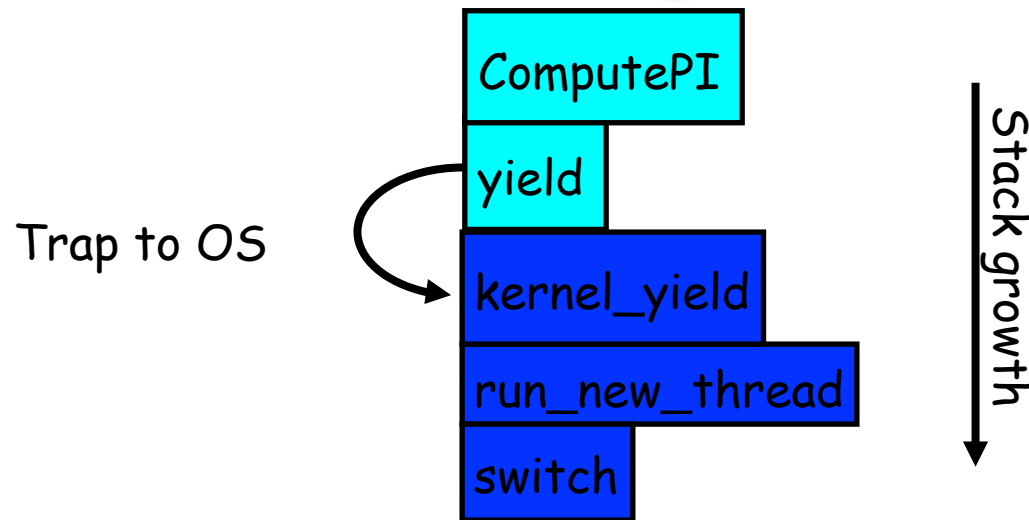 ComputePI
yield
Trap to OS
kernel_yield
run_new_thread
switch
Stack growth